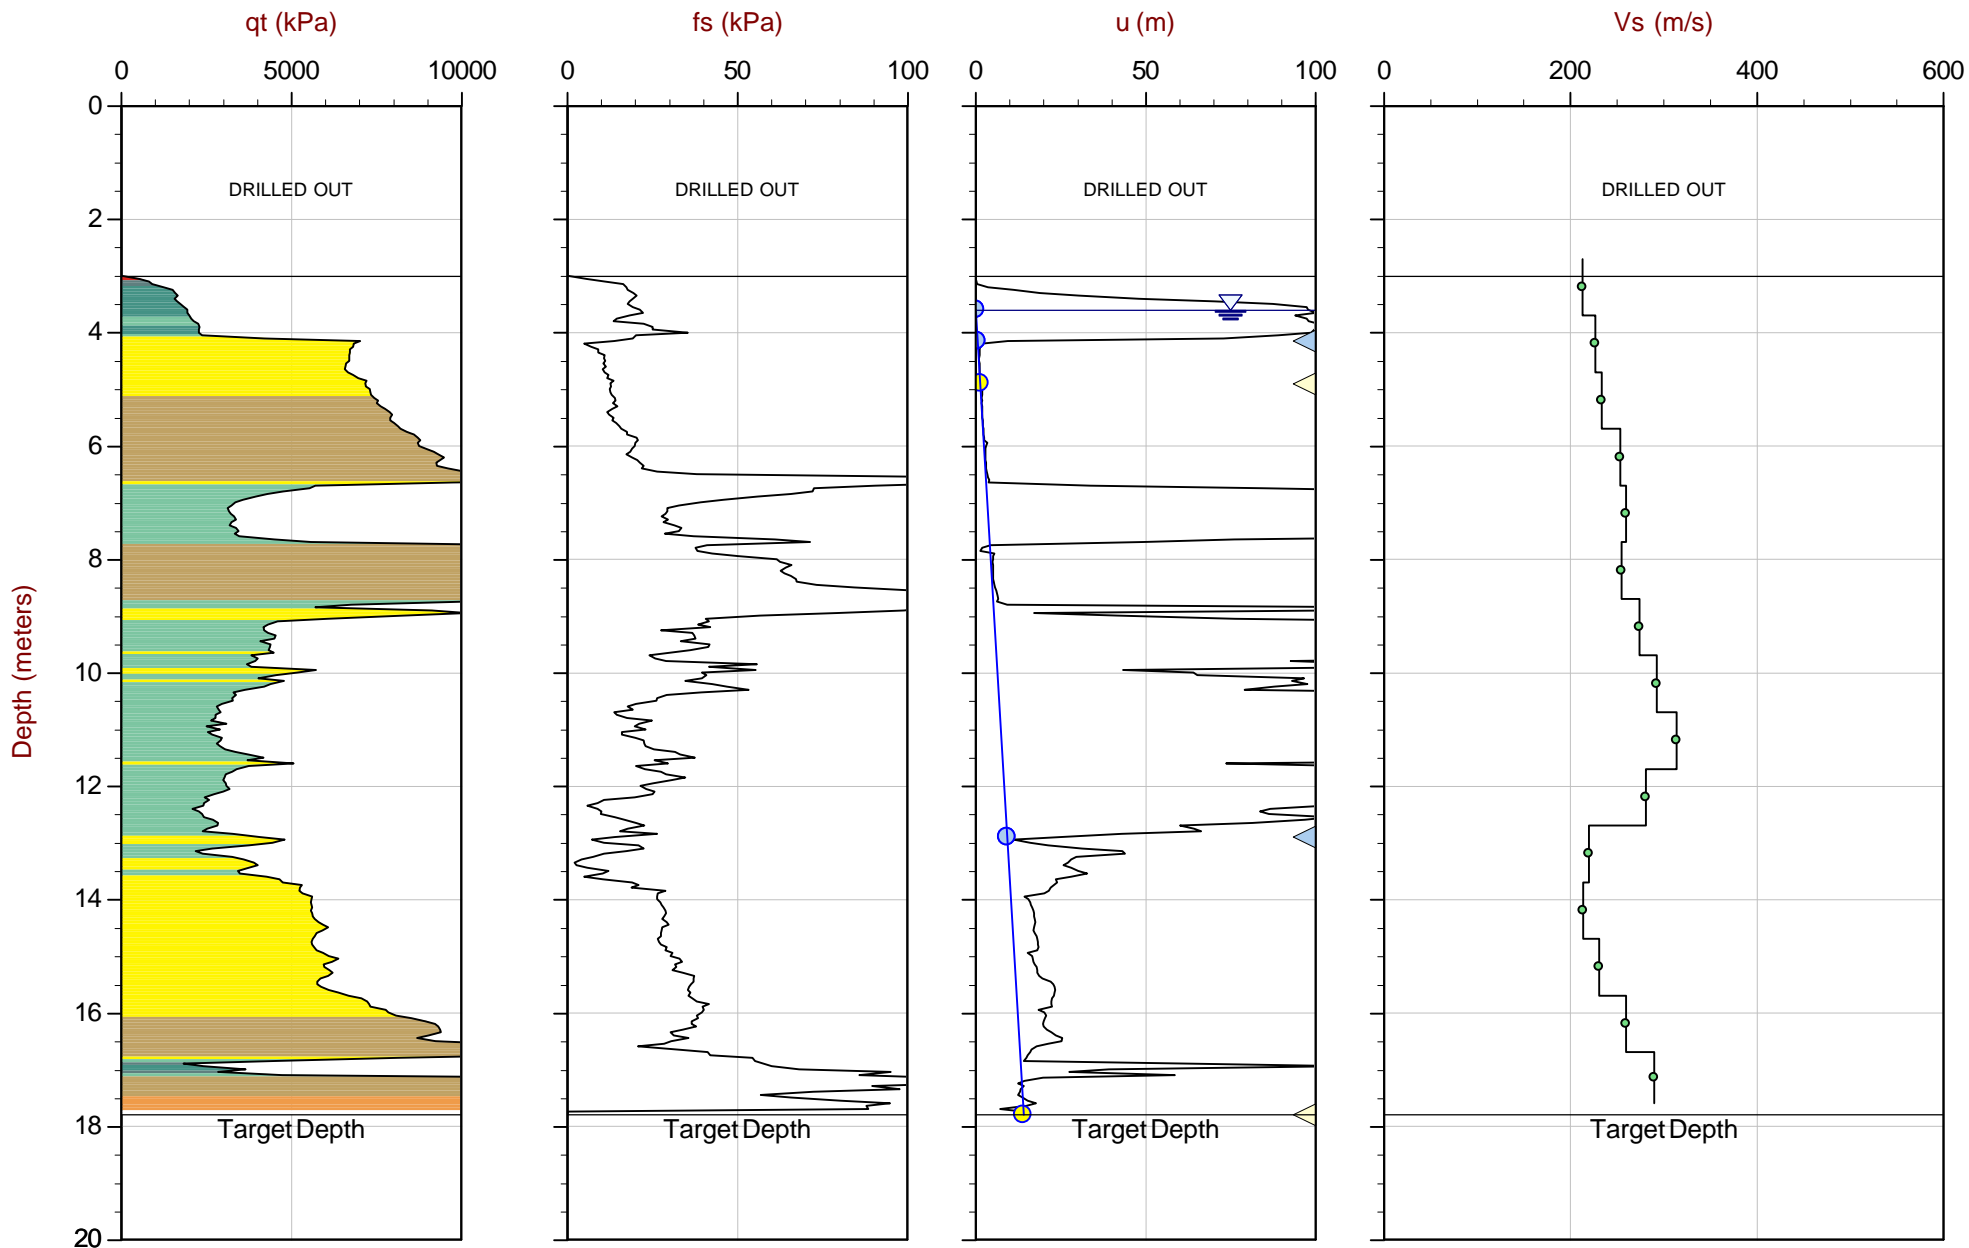 qt (kPa) fs (kPa) u (m) Vs (m/s)
0 5000 10000 0 50 100 0 50 100 0 200 400 600
0
DRILLED OUT DRILLED OUT DRILLED OUT DRILLED OUT
2
4
6
8
Depth (meters)
10
12
14
16
18
Target Depth Target Depth Target Depth Target Depth
20